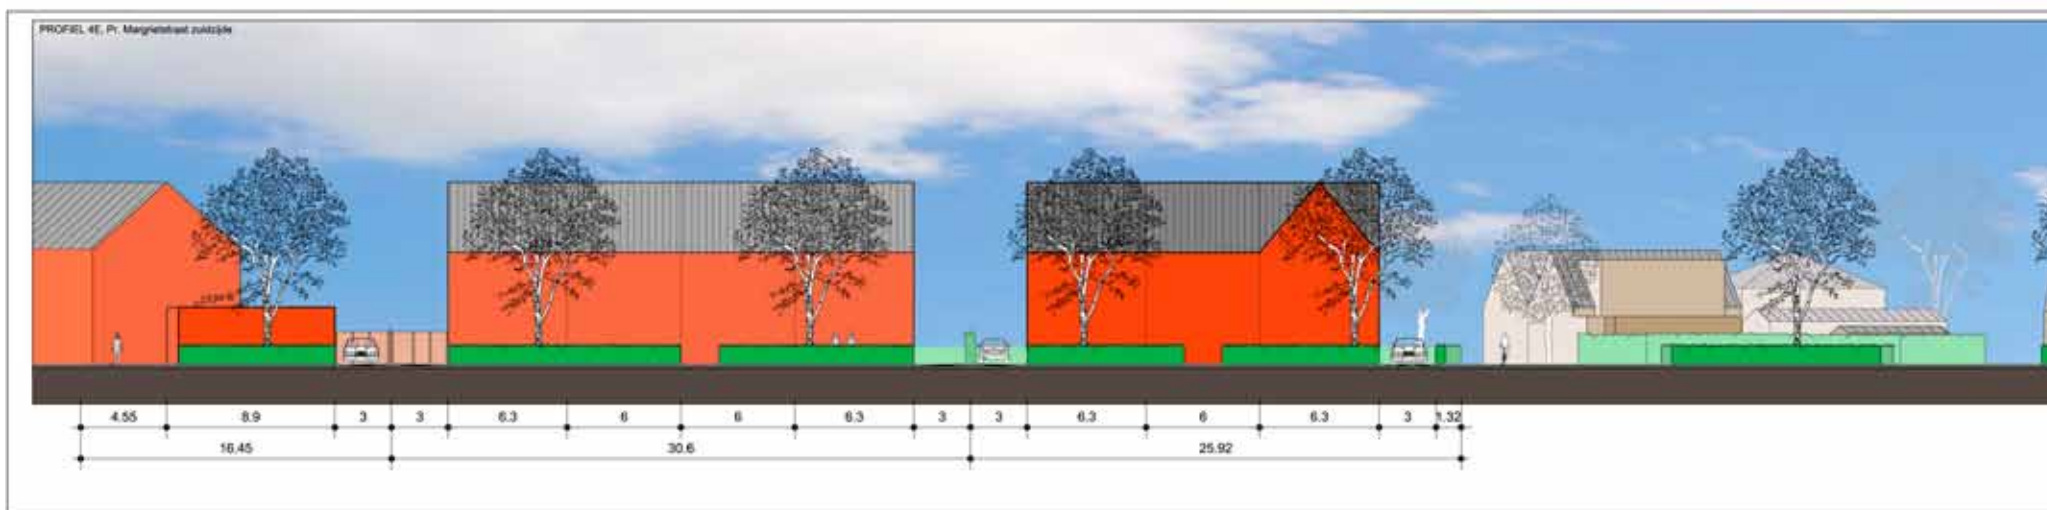 PROFIEL 4E, Pr. Margrietstraat zuidzijde
4.55 8.9 3 3 6.3 6 6 6.3 3 3 6.3 6 6.3 3 1.32
16.45 30.6 25.92